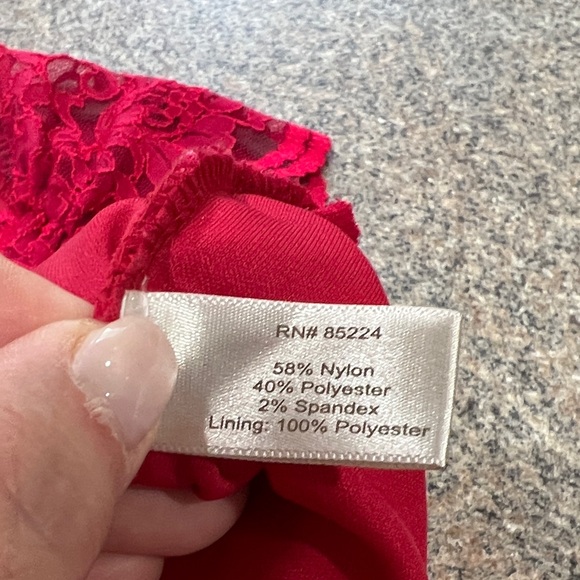 RN# 85224
58% Nylon
40% Polyester
2% Spandex
Lining: 100% Polyester